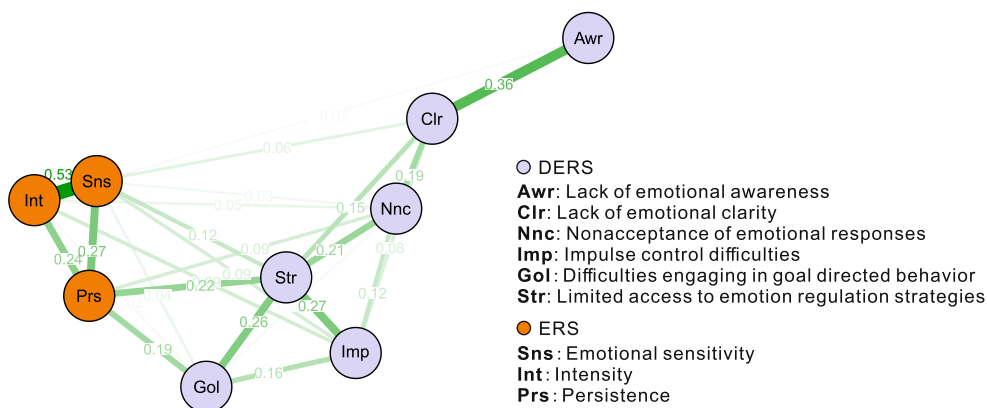 Awr
0.36
Clr
0.02
0.06
0.53
Sns
Int
0.19
0.03
0.05
0.15
Nnc
0.12
0.21
0.08
0.09
0.27
0.24
0.09
Str
0.22
0.04
Prs
0.12
0.27
0.26
0.19
Imp
0.16
Gol
DERS
Awr: Lack of emotional awareness
Clr: Lack of emotional clarity
Nnc: Nonacceptance of emotional responses
Imp: Impulse control difficulties
Gol: Difficulties engaging in goal directed behavior
Str: Limited access to emotion regulation strategies
ERS
Sns: Emotional sensitivity
Int: Intensity
Prs: Persistence